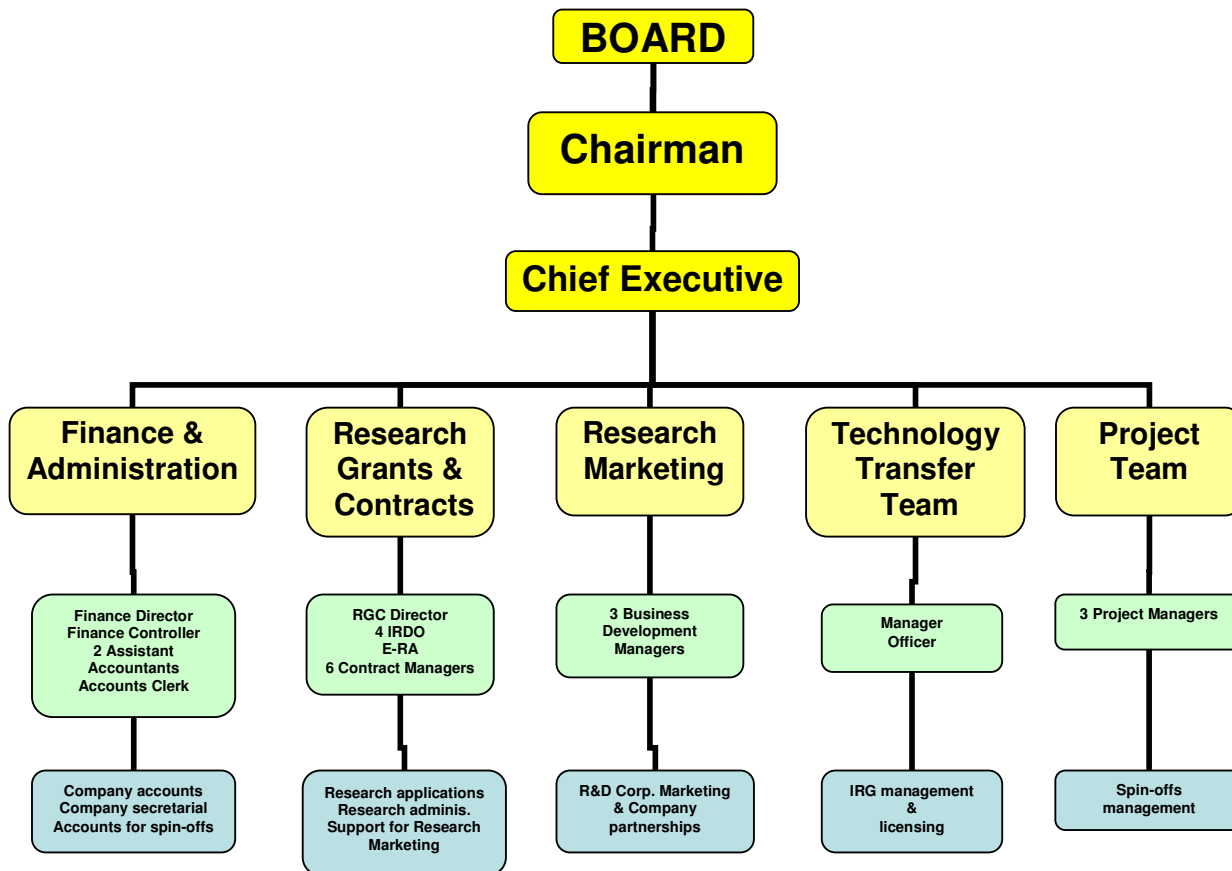 BOARD
Chairman
Chief Executive
Finance &
Administration
Research
Grants &
Contracts
Research
Marketing
Technology
Transfer
Team
Project
Team
Finance Director
Finance Controller
2 Assistant
Accountants
Accounts Clerk
RGC Director
4 IRDO
E-RA
6 Contract Managers
3 Business
Development
Managers
Manager
Officer
3 Project Managers
Company accounts
Company secretarial
Accounts for spin-offs
Research applications
Research adminis.
Support for Research
Marketing
R&D Corp. Marketing
& Company
partnerships
IRG management
&
licensing
Spin-offs
management